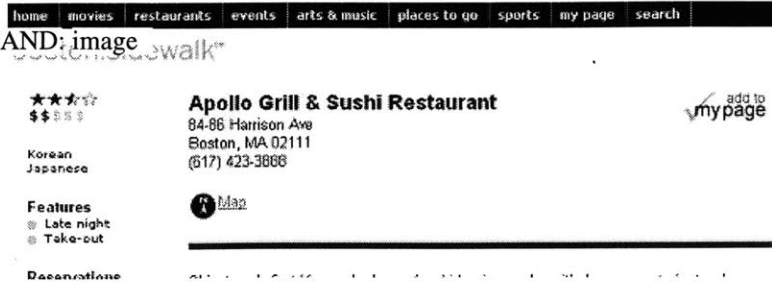 home movies restaurants events arts & music places to go sports my page search
AND: image
sidewalk
$$$$$
Apollo Grill & Sushi Restaurant
84-86 Harrison Ave
Boston, MA 02111
(617) 423-3888
add to
my page
Korean
Japanese
Map
Features
Late night
Take-out
Reservations